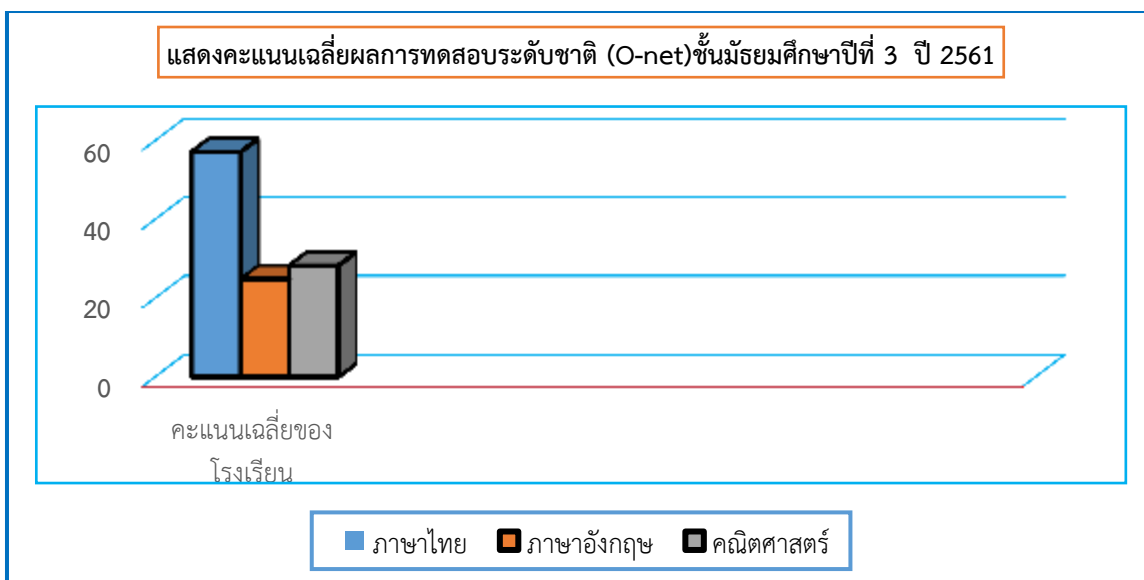 แสดงคะแนนเฉลี่ยผลการทดสอบระดับชาติ (O-net)ชั้นมัธยมศึกษาปีที่ 3 ปี 2561
60
40
20
0
คะแนนเฉลี่ยของ
โรงเรียน
ภาษาไทย ภาษาอังกฤษ คณิตศาสตร์